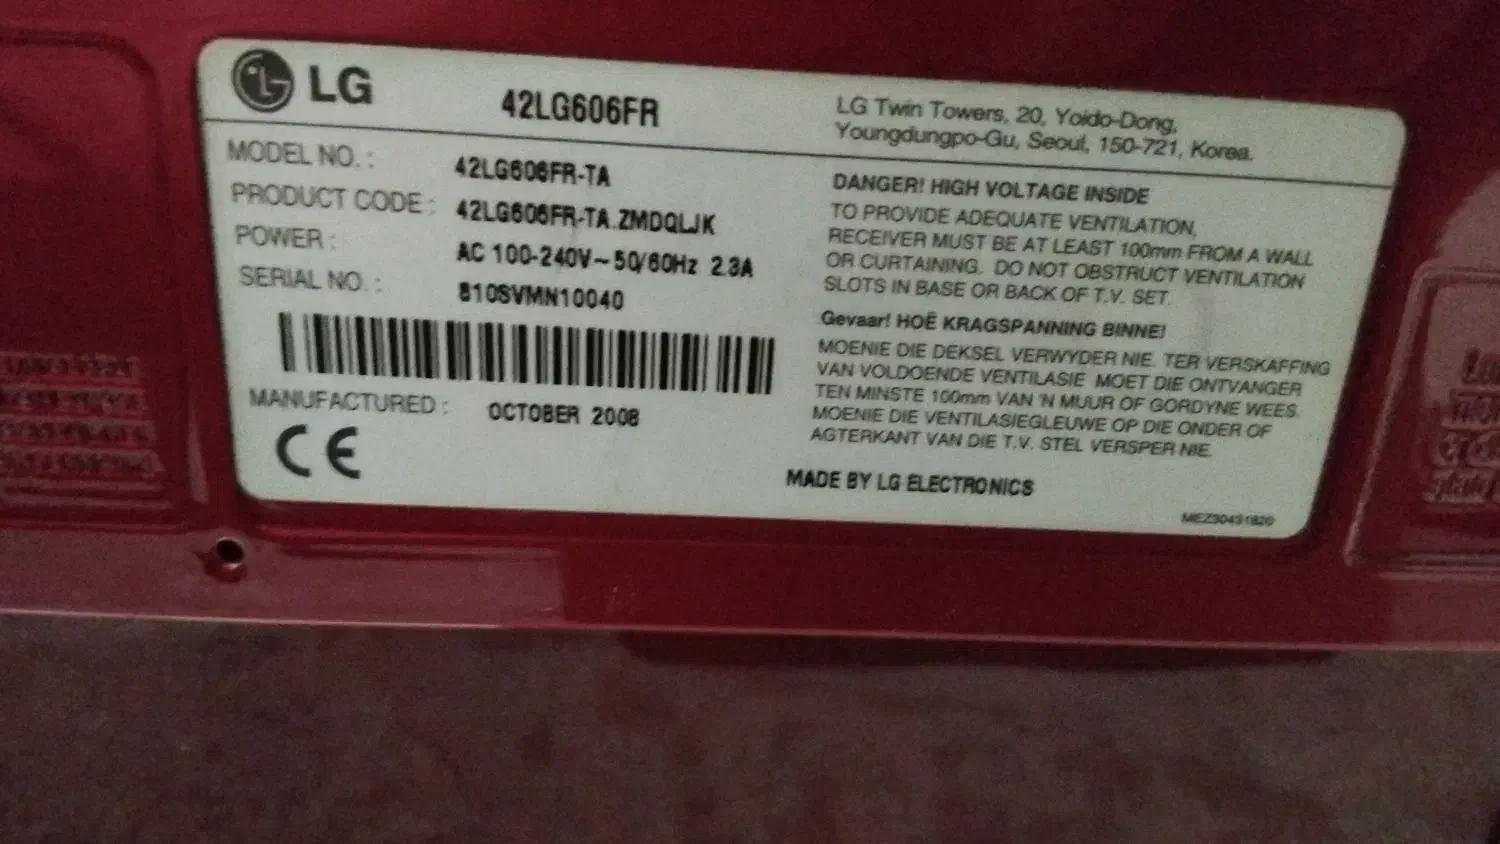 LG
42LG606FR
LG Twin Towers, 20, Yoido-Dong,
Youngdungpo-Gu, Seoul, 150-721, Korea.
MODEL NO. : 42LG606FR-TA
PRODUCT CODE : 42LG606FR-TA.ZMDQLJK
POWER : AC 100-240V~50/60Hz 2.3A
SERIAL NO. : 810SVMN10040
MANUFACTURED : OCTOBER 2008
CE
DANGER! HIGH VOLTAGE INSIDE
TO PROVIDE ADEQUATE VENTILATION,
RECEIVER MUST BE AT LEAST 100mm FROM A WALL
OR CURTAINING. DO NOT OBSTRUCT VENTILATION
SLOTS IN BASE OR BACK OF T.V. SET.
Gevaar! HOË KRAGSPANNING BINNE!
MOENIE DIE DEKSEL VERWYDER NIE. TER VERSKAFFING
VAN VOLDOENDE VENTILASIE MOET DIE ONTVANGER
TEN MINSTE 100mm VAN 'N MUUR OF GORDYNE WEES.
MOENIE DIE VENTILASIEGLEUWE OP DIE ONDER OF
AGTERKANT VAN DIE T.V. STEL VERSPER NIE.
MADE BY LG ELECTRONICS
MEZ30431820